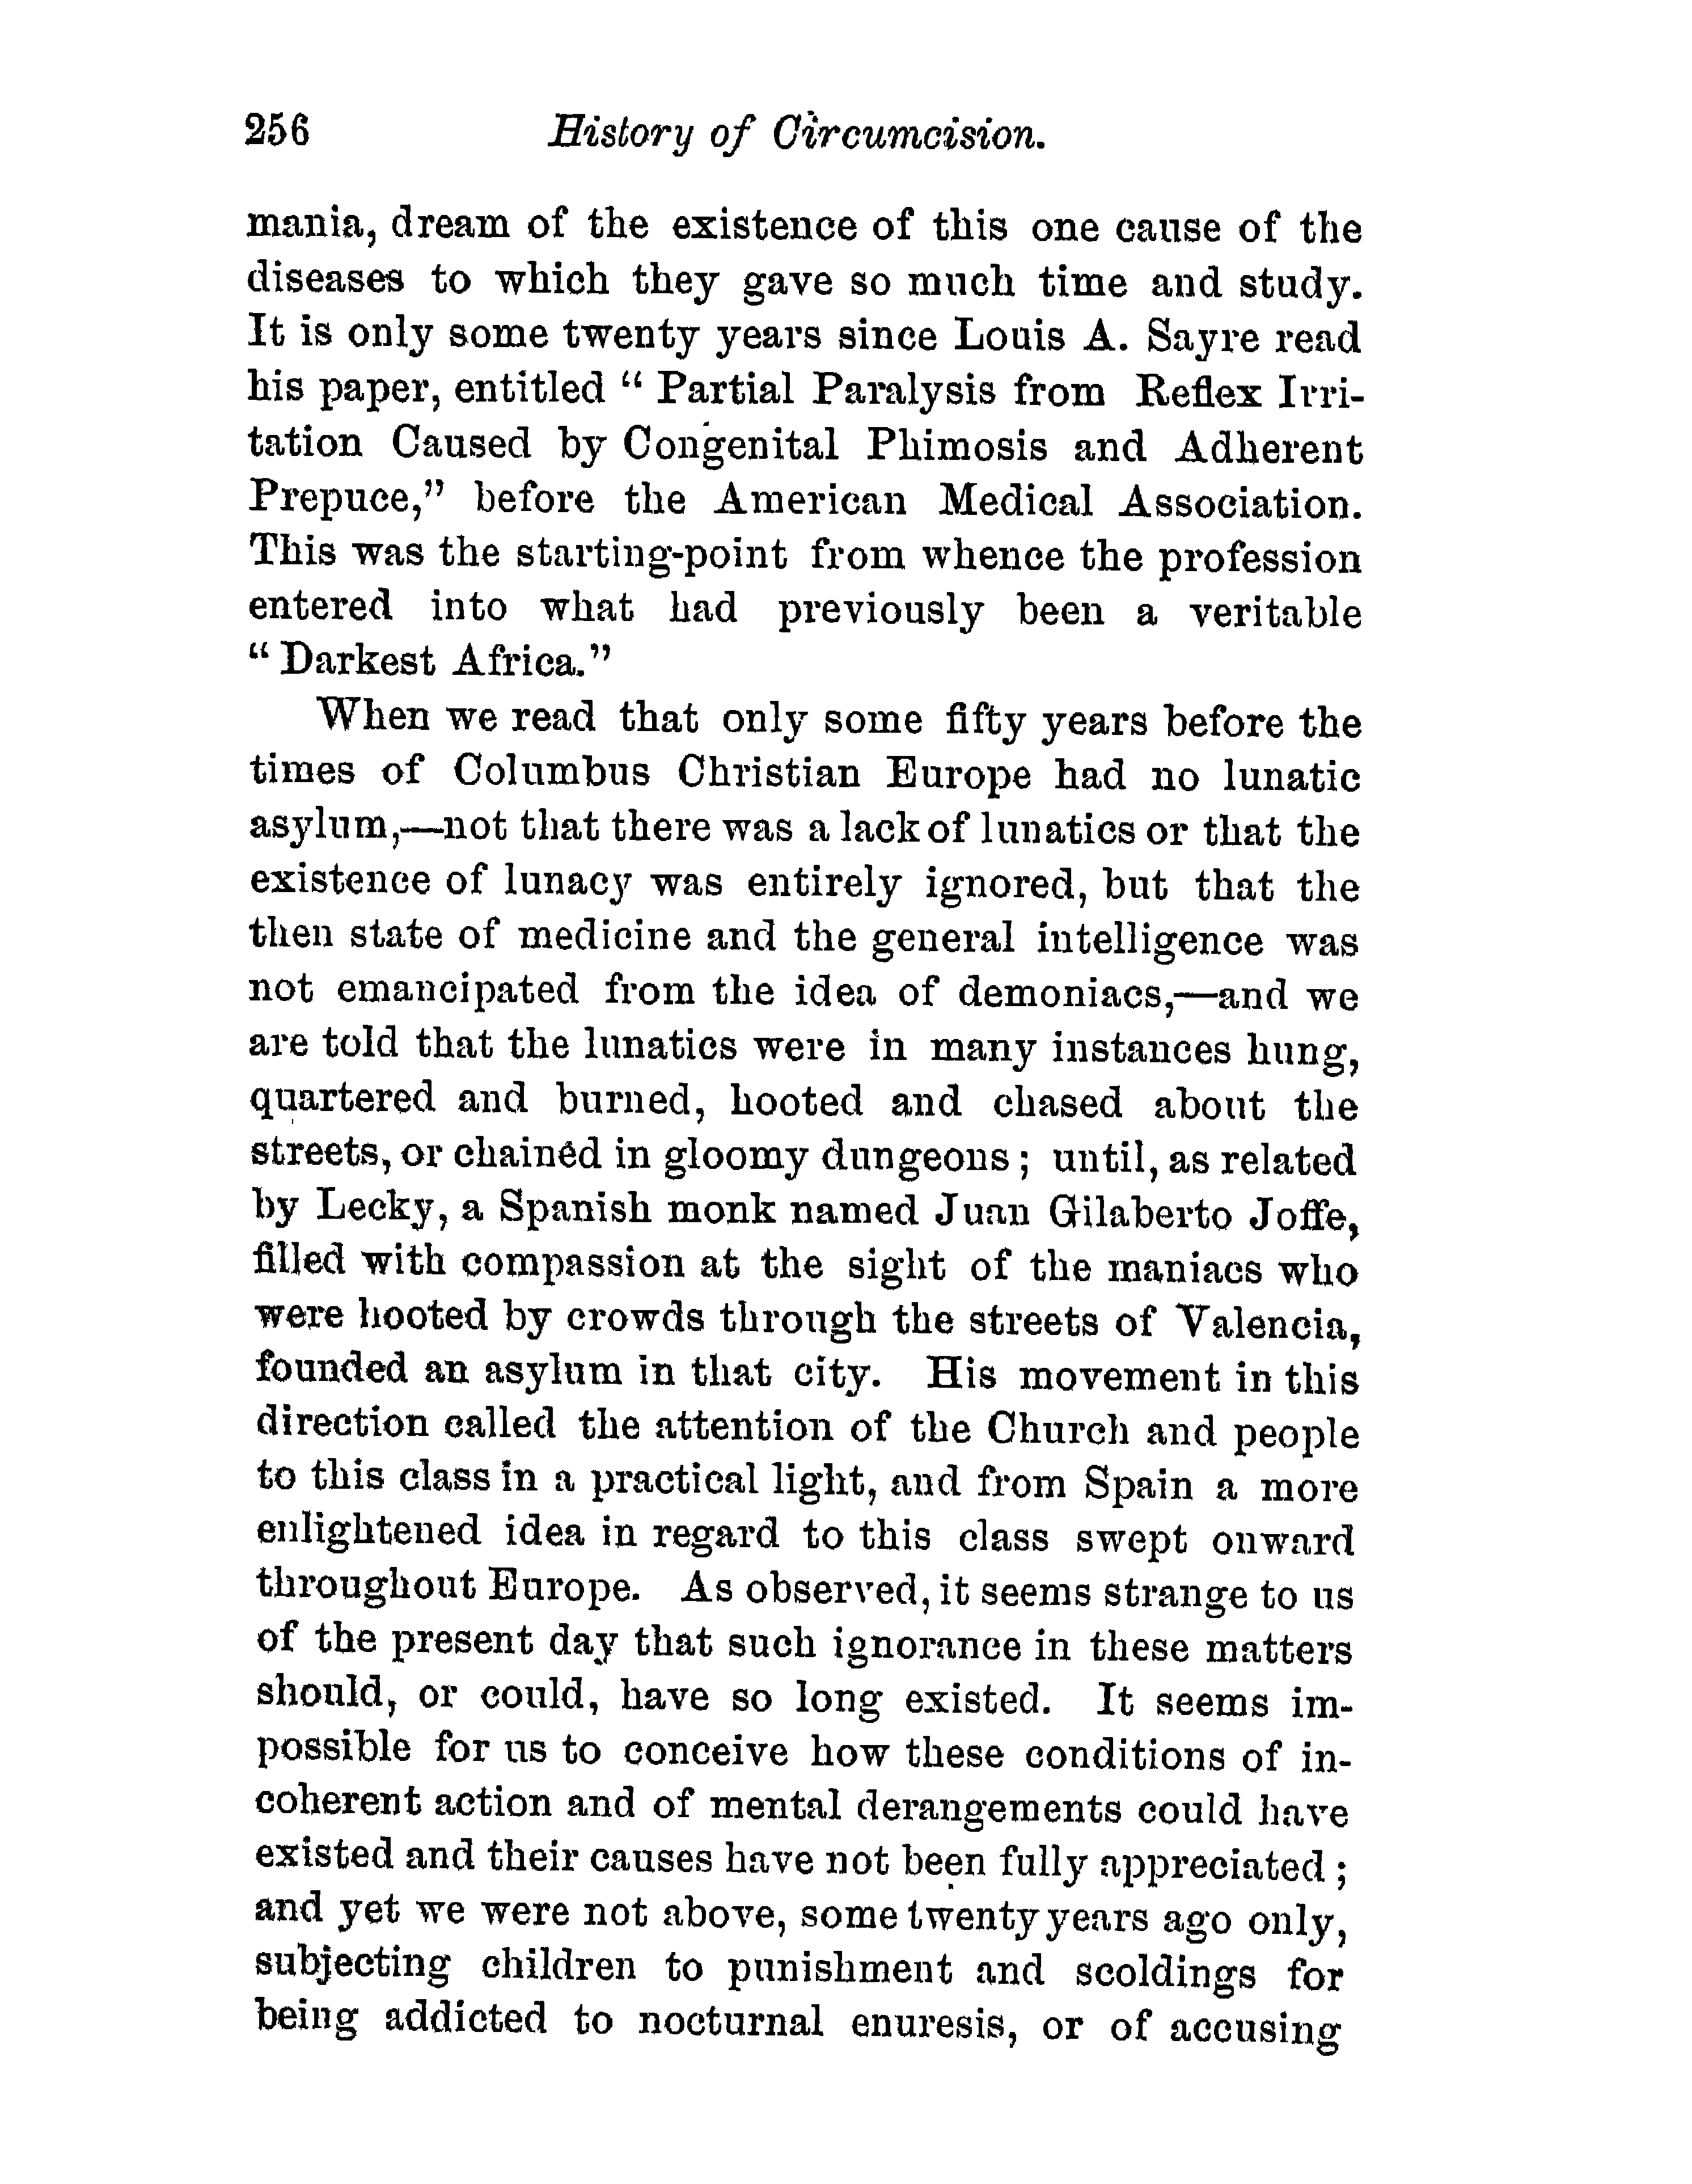 256 History of Circumcision.
mania, dream of the existence of this one cause of the
diseases to which they gave so much time and study.
It is only some twenty years since Louis A. Sayre read
his paper, entitled “ Partial Paralysis from Reflex Irri-
tation Caused by Congenital Phimosis and Adherent
Prepuce,” before the American Medical Association.
This was the starting-point from whence the profession
entered into what had previously been a veritable
“ Darkest Africa.”
When we read that only some fifty years before the
times of Columbus Christian Europe had no lunatic
asylum,—not that there was a lack of lunatics or that the
existence of lunacy was entirely ignored, but that the
then state of medicine and the general intelligence was
not emancipated from the idea of demoniacs,—and we
are told that the lunatics were in many instances hung,
quartered and burned, hooted and chased about the
streets, or chained in gloomy dungeons ; until, as related
by Lecky, a Spanish monk named Juan Gilaberto Joffe,
filled with compassion at the sight of the maniacs who
were hooted by crowds through the streets of Valencia,
founded an asylum in that city. His movement in this
direction called the attention of the Church and people
to this class in a practical light, and from Spain a more
enlightened idea in regard to this class swept onward
throughout Europe. As observed, it seems strange to us
of the present day that such ignorance in these matters
should, or could, have so long existed. It seems im-
possible for us to conceive how these conditions of in-
coherent action and of mental derangements could have
existed and their causes have not been fully appreciated ;
and yet we were not above, some twenty years ago only,
subjecting children to punishment and scoldings for
being addicted to nocturnal enuresis, or of accusing